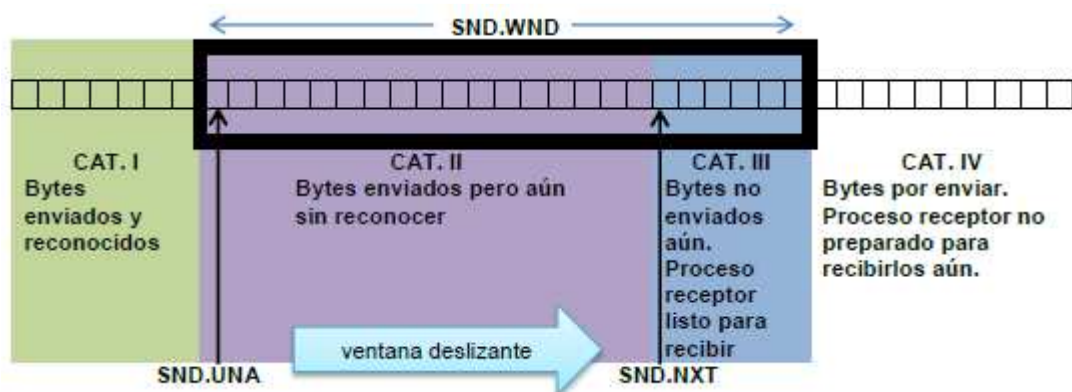 SND.WND
CAT. I
Bytes
enviados y
reconocidos
CAT. II
Bytes enviados pero aún
sin reconocer
CAT. III
Bytes no
enviados
aún.
Proceso
receptor
listo para
recibir
CAT. IV
Bytes por enviar.
Proceso receptor no
preparado para
recibirlos aún.
ventana deslizante
SND.UNA
SND.NXT